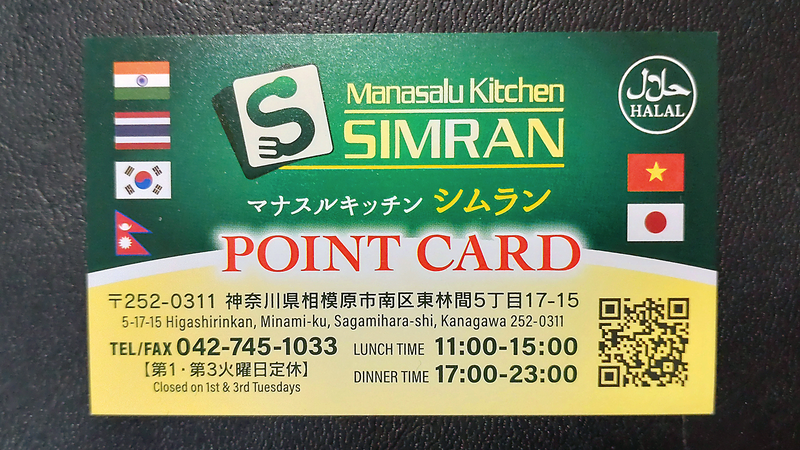 Manasalu Kitchen
SIMRAN
حلال
HALAL
マナスルキッチン シムラン
POINT CARD
〒252-0311 神奈川県相模原市南区東林間5丁目17-15
5-17-15 Higashirinkan, Minami-ku, Sagamihara-shi, Kanagawa 252-0311
TEL/FAX 042-745-1033
【第1・第3火曜日定休】
Closed on 1st & 3rd Tuesdays
LUNCH TIME 11:00-15:00
DINNER TIME 17:00-23:00